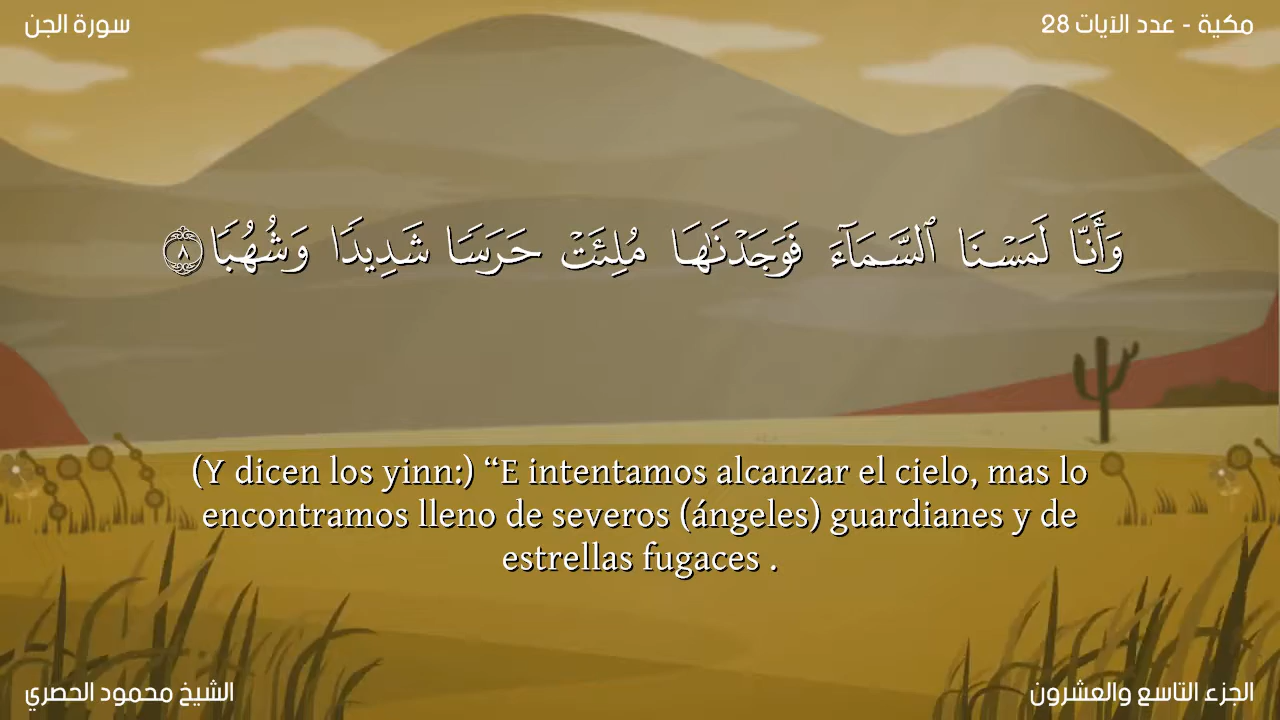 سورة الجن
مكية - عدد الآيات 28
وَأَنَّا لَمَسْنَا ٱلسَّمَآءَ فَوَجَدْنَٰهَا مُلِئَتْ حَرَسًا شَدِيدًا وَشُهُبًا ٨
(Y dicen los yinn:) “E intentamos alcanzar el cielo, mas lo
encontramos lleno de severos (ángeles) guardianes y de
estrellas fugaces .
الشيخ محمود الحصري
الجزء التاسع والعشرون